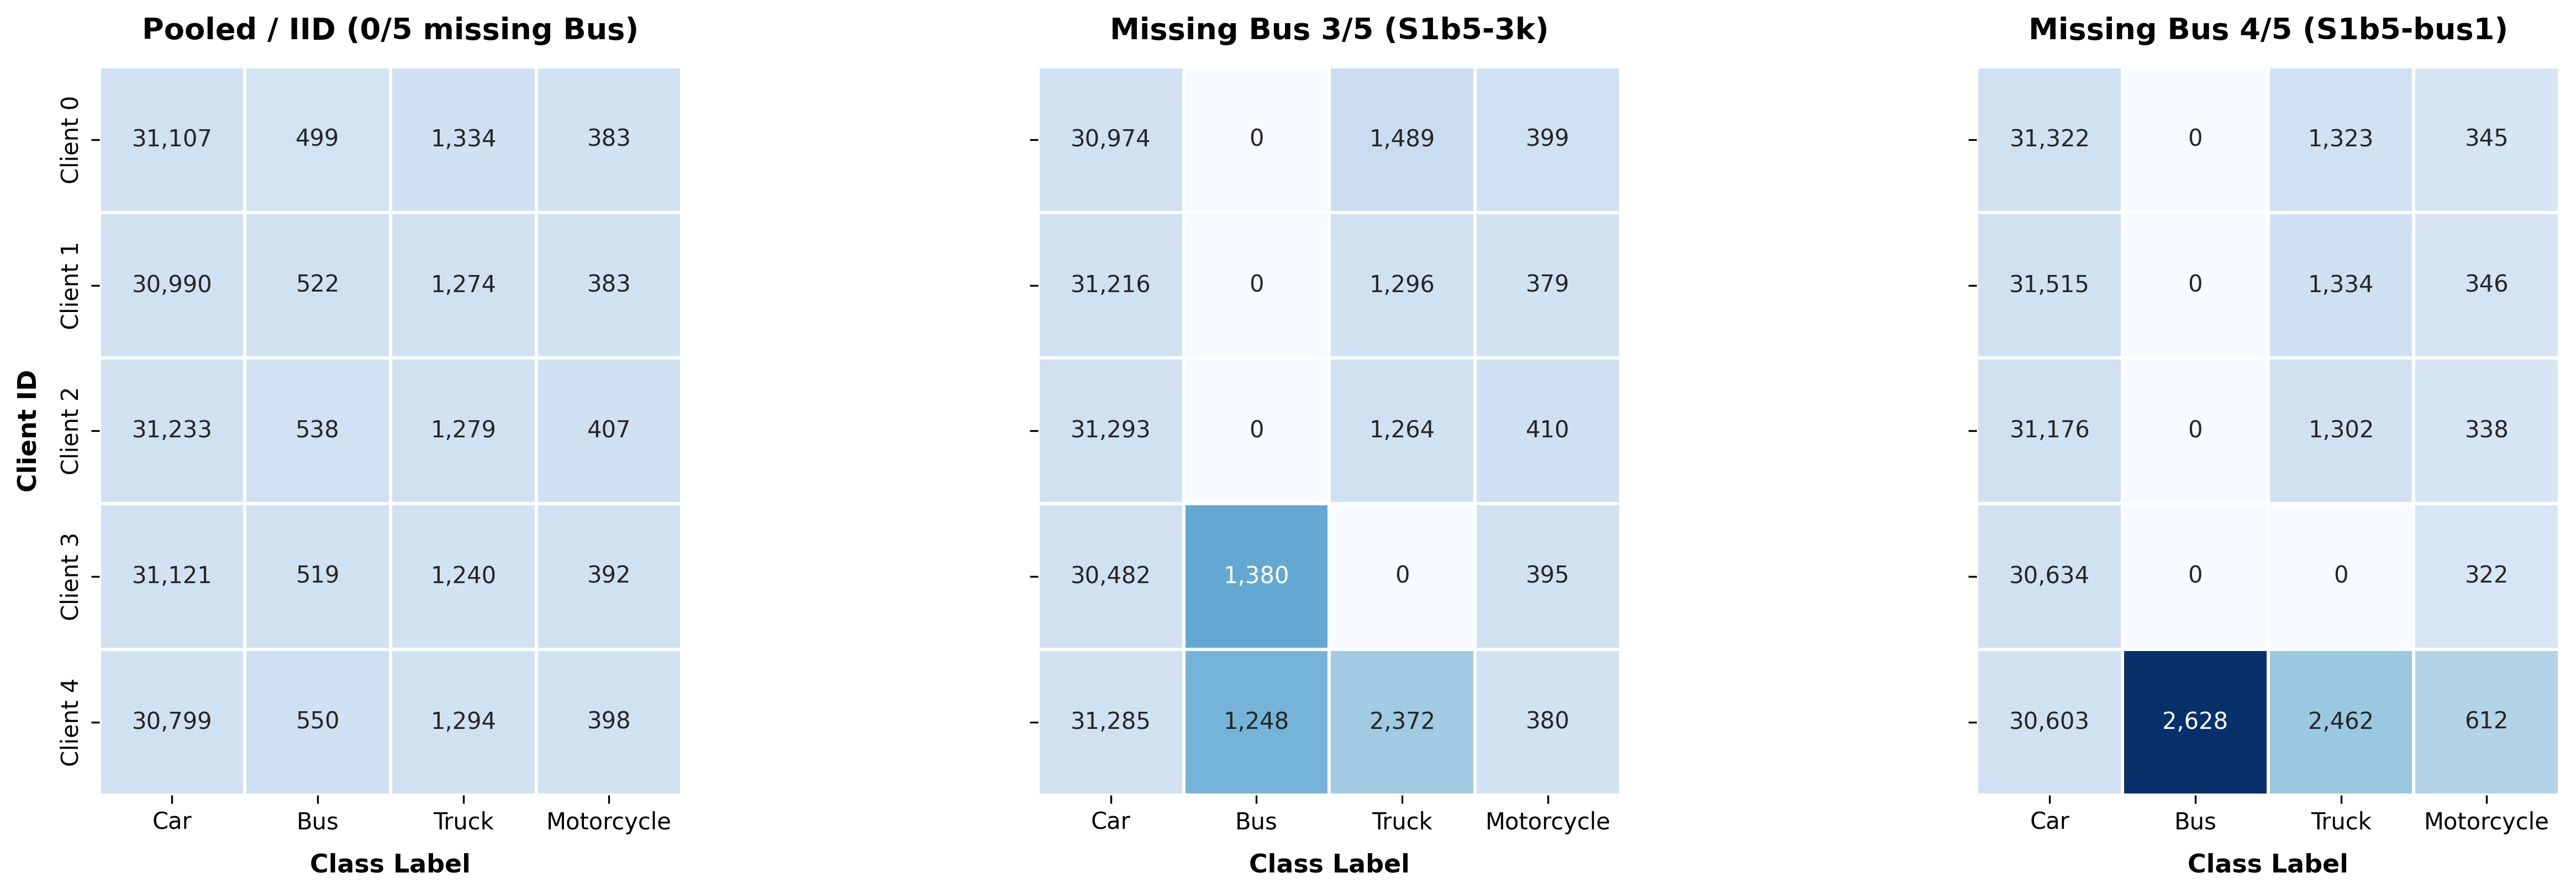 Pooled / IID (0/5 missing Bus)
Client ID
Client 0
31,107 499 1,334 383
Client 1
30,990 522 1,274 383
Client 2
31,233 538 1,279 407
Client 3
31,121 519 1,240 392
Client 4
30,799 550 1,294 398
Car Bus Truck Motorcycle
Class Label
Missing Bus 3/5 (S1b5-3k)
30,974 0 1,489 399
31,216 0 1,296 379
31,293 0 1,264 410
30,482 1,380 0 395
31,285 1,248 2,372 380
Car Bus Truck Motorcycle
Class Label
Missing Bus 4/5 (S1b5-bus1)
31,322 0 1,323 345
31,515 0 1,334 346
31,176 0 1,302 338
30,634 0 0 322
30,603 2,628 2,462 612
Car Bus Truck Motorcycle
Class Label